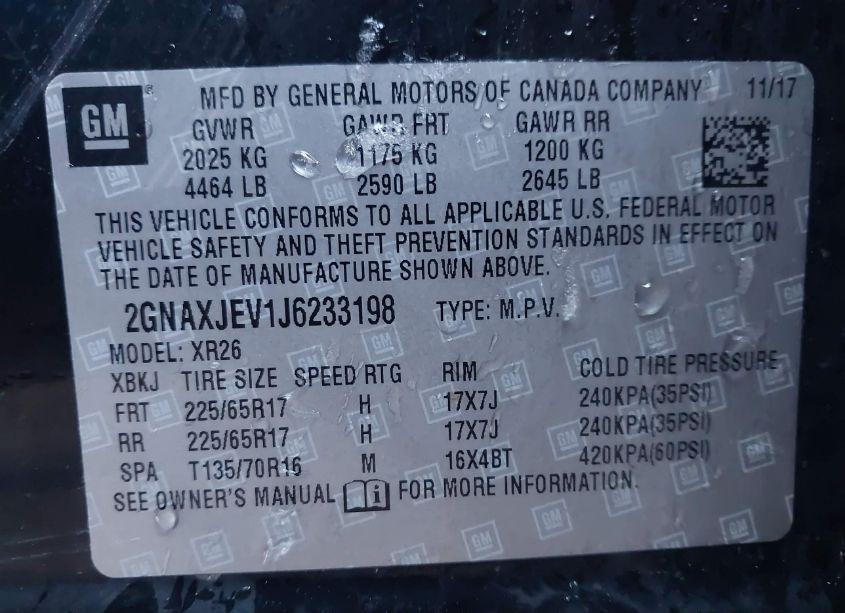 GM MFD BY GENERAL MOTORS OF CANADA COMPANY 11/17
GVWR GAWR FRT GAWR RR
2025 KG 1175 KG 1200 KG
4464 LB 2590 LB 2645 LB
THIS VEHICLE CONFORMS TO ALL APPLICABLE U.S. FEDERAL MOTOR
VEHICLE SAFETY AND THEFT PREVENTION STANDARDS IN EFFECT ON
THE DATE OF MANUFACTURE SHOWN ABOVE.
2GNAXJEV1J6233198 TYPE: M.P.V.
MODEL: XR26
XBKJ TIRE SIZE SPEED RTG RIM COLD TIRE PRESSURE
FRT 225/65R17 H 17X7J 240KPA(35PSI)
RR 225/65R17 H 17X7J 240KPA(35PSI)
SPA T135/70R16 M 16X4BT 420KPA(60PSI)
SEE OWNER'S MANUAL i FOR MORE INFORMATION.